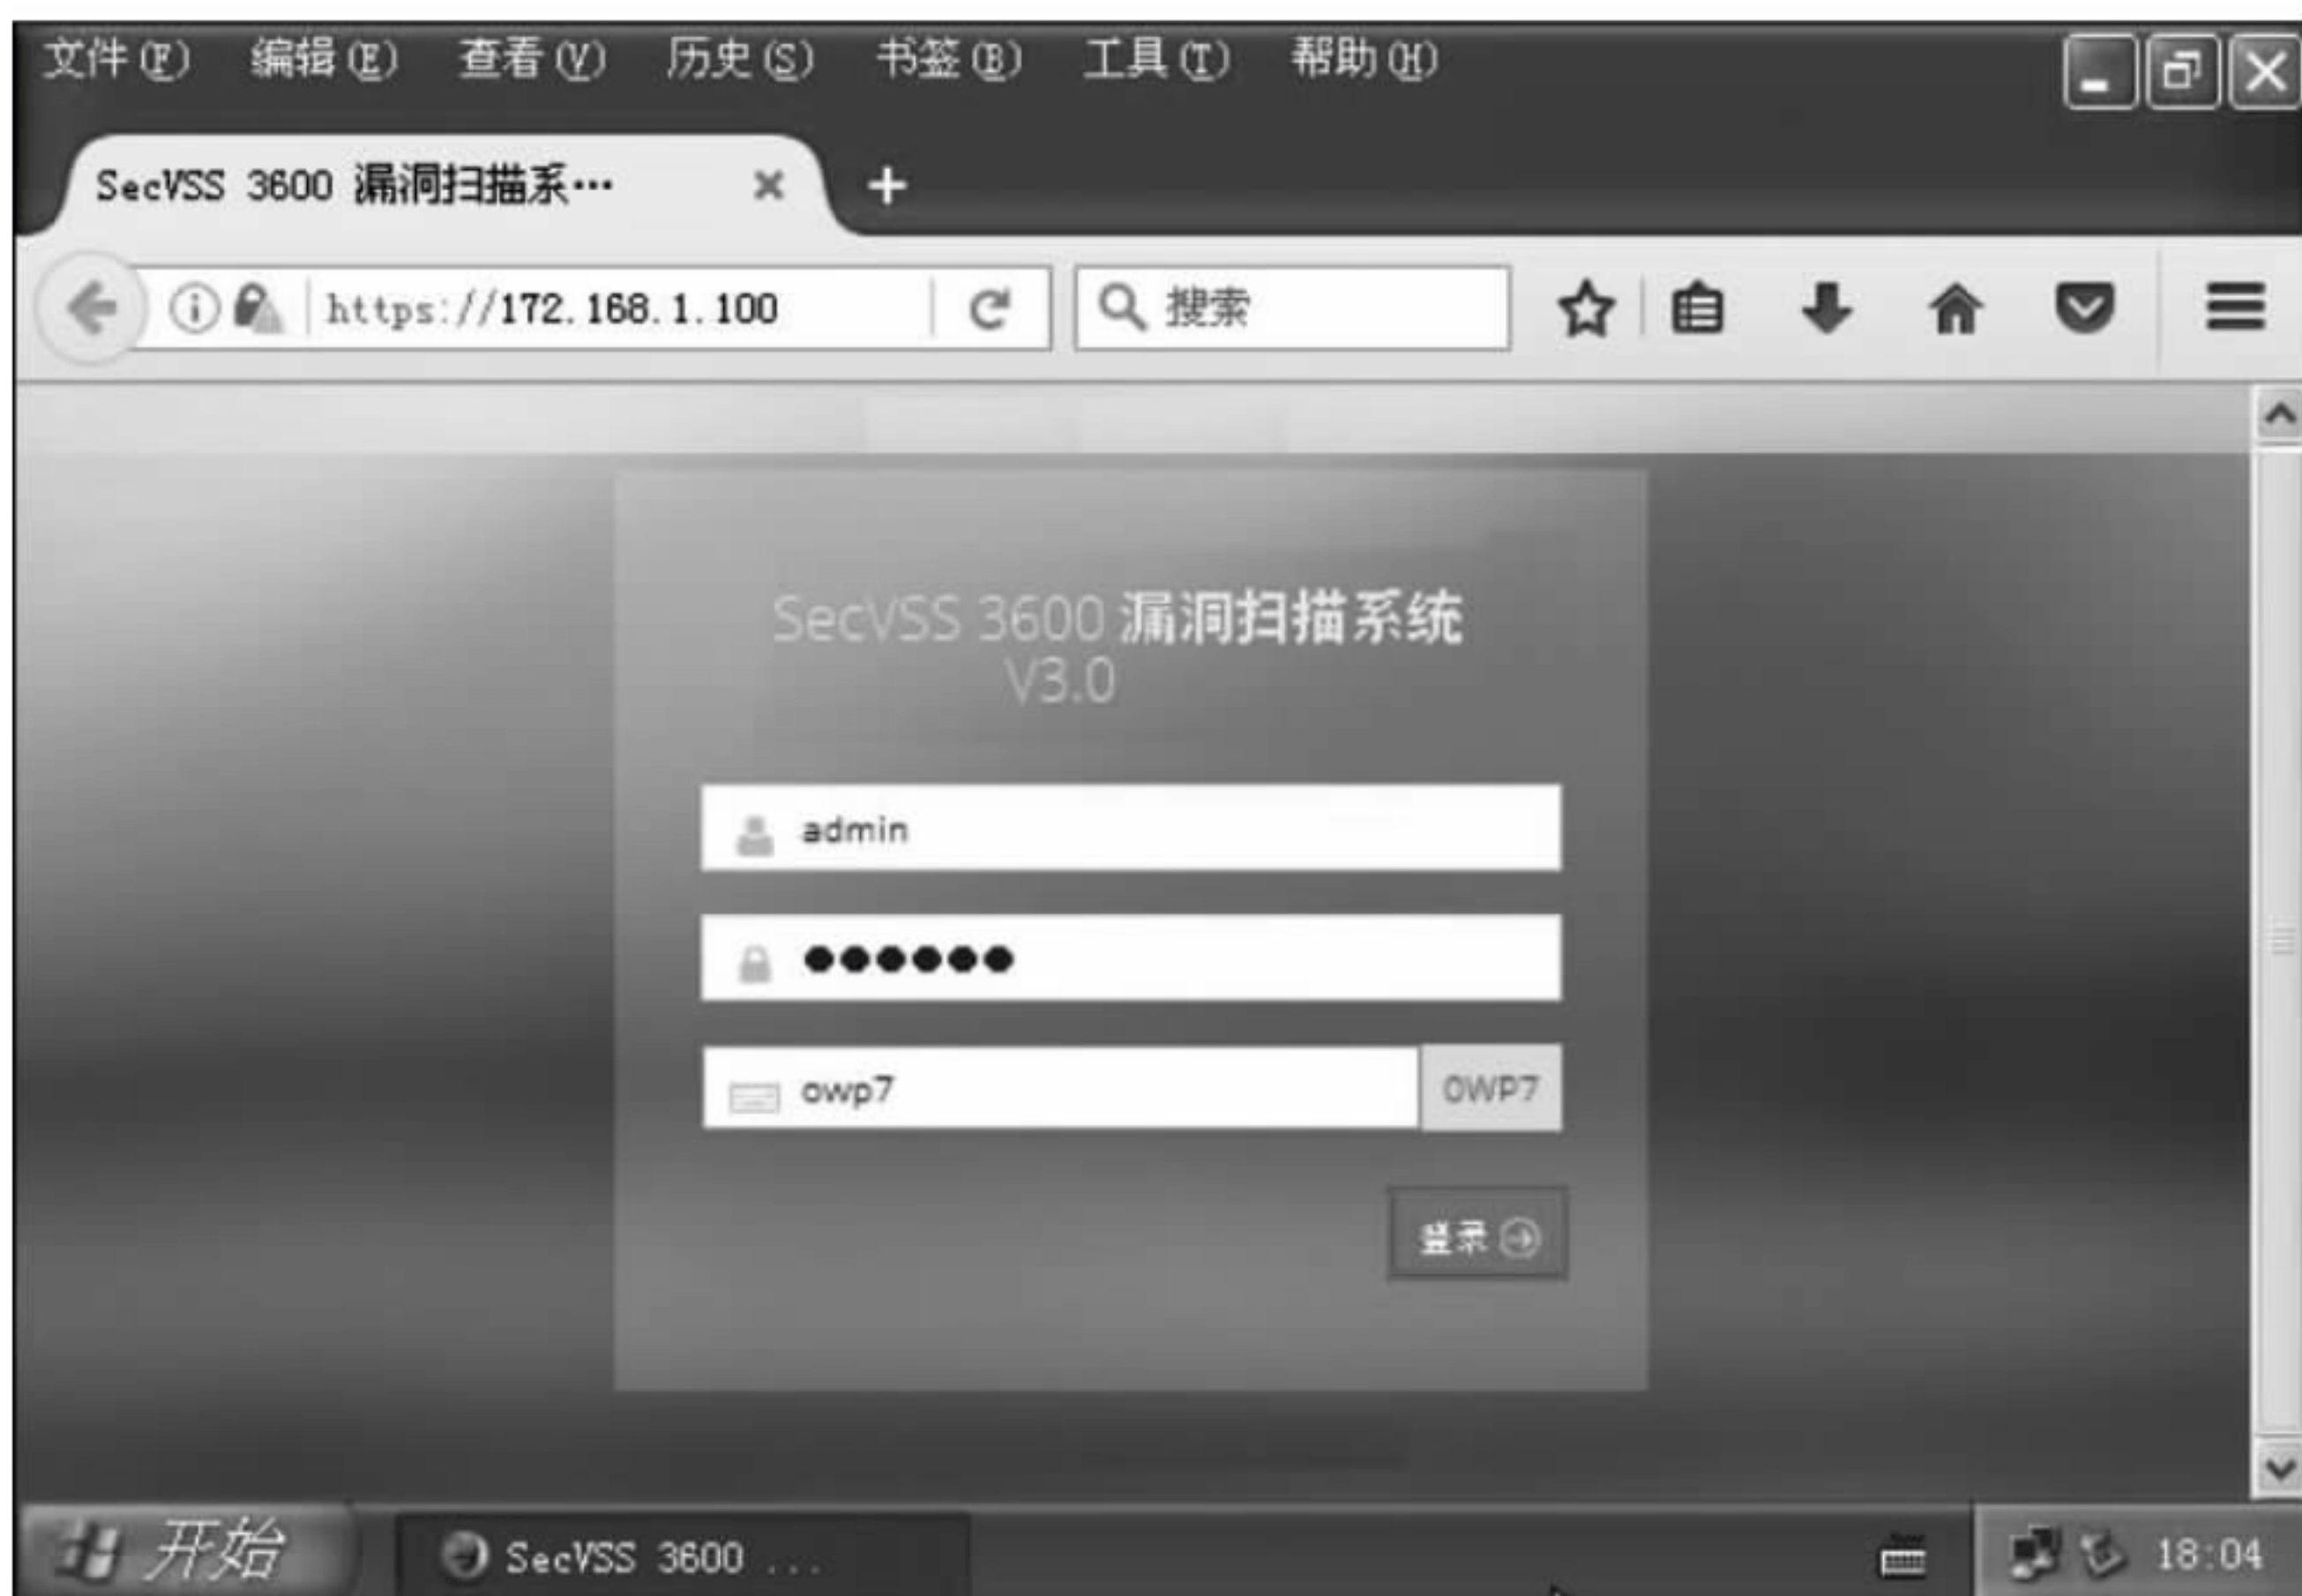 文件(F) 编辑(E) 查看(V) 历史(S) 书签(B) 工具(T) 帮助(H)
SecVSS 3600 漏洞扫描系…
https://172.168.1.100
搜索
SecVSS 3600 漏洞扫描系统
V3.0
admin
●●●●●●
owp7
0WP7
登录
开始
SecVSS 3600 ...
18:04